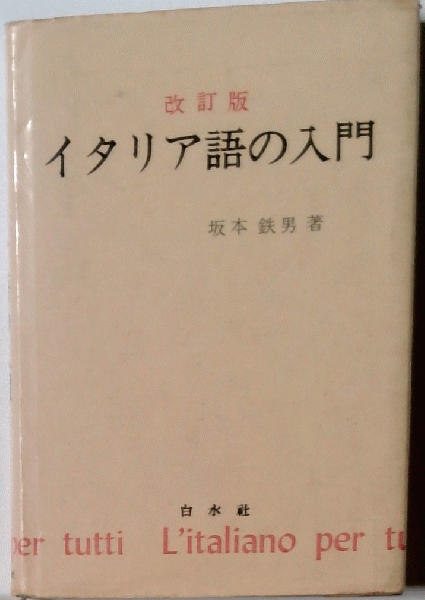 改訂版
イタリア語の入門
坂本 鉄男 著
白水社
per tutti L'italiano per tu